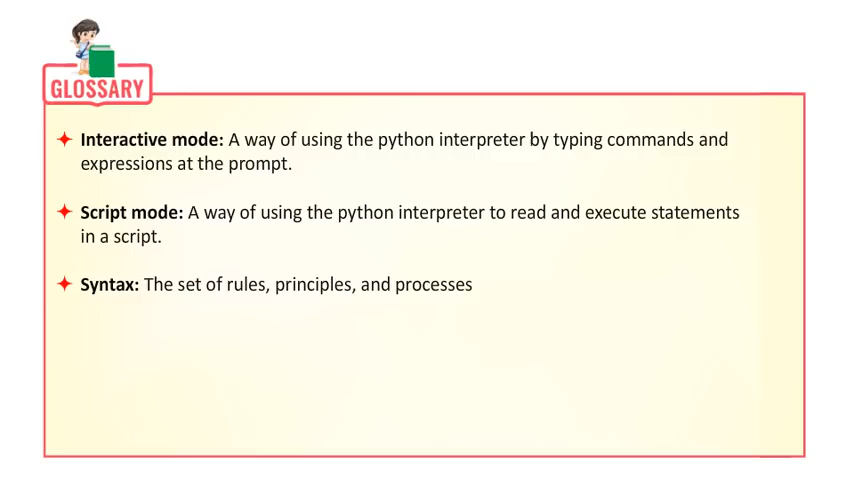 GLOSSARY
Interactive mode: A way of using the python interpreter by typing commands and
expressions at the prompt.
Script mode: A way of using the python interpreter to read and execute statements
in a script.
Syntax: The set of rules, principles, and processes